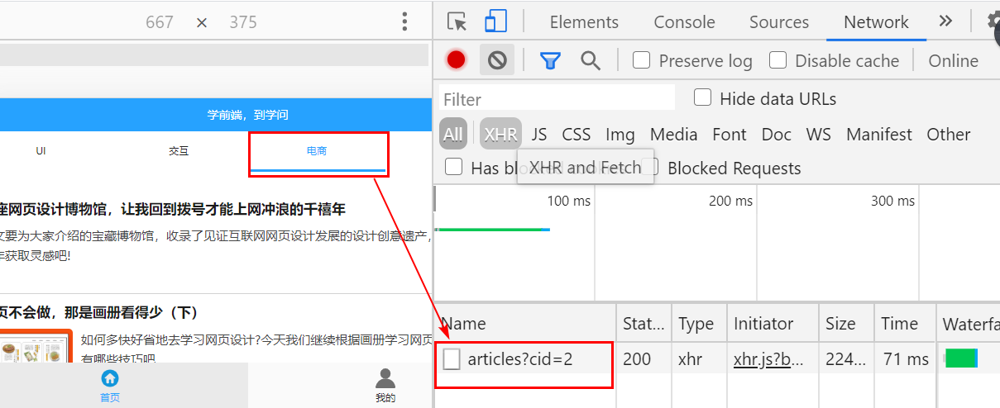 667 × 375
学前端，到学问
UI 交互 电商
座网页设计博物馆，让我回到拨号才能上网冲浪的千禧年
文要为大家介绍的宝藏博物馆，收录了见证互联网网页设计发展的设计创意遗产，
年获取灵感吧!
页不会做，那是画册看得少（下）
如何多快好省地去学习网页设计?今天我们继续根据画册学习网页
有哪些技巧吧
首页 我的
Elements Console Sources Network
Preserve log Disable cache Online
Filter Hide data URLs
All XHR JS CSS Img Media Font Doc WS Manifest Other
Has blo XHR and Fetch Blocked Requests
100 ms 200 ms 300 ms
Name Stat... Type Initiator Size Time Waterfa
articles?cid=2 200 xhr xhr.js?b... 224... 71 ms